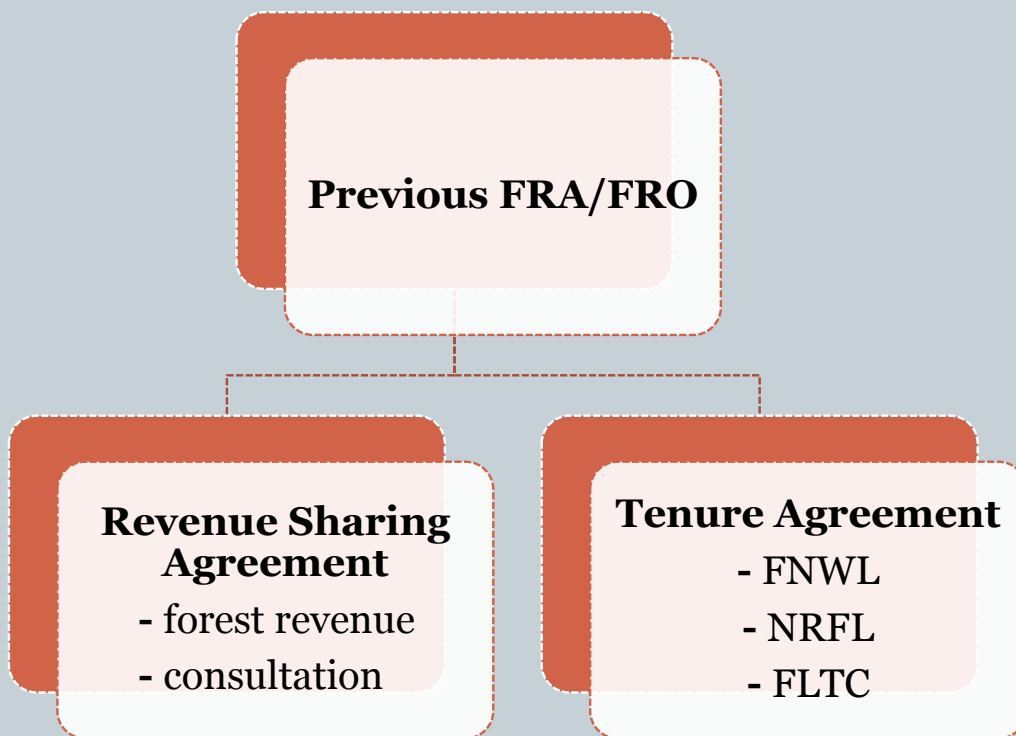 Previous FRA/FRO
Revenue Sharing
Agreement
- forest revenue
- consultation
Tenure Agreement
- FNWL
- NRFL
- FLTC